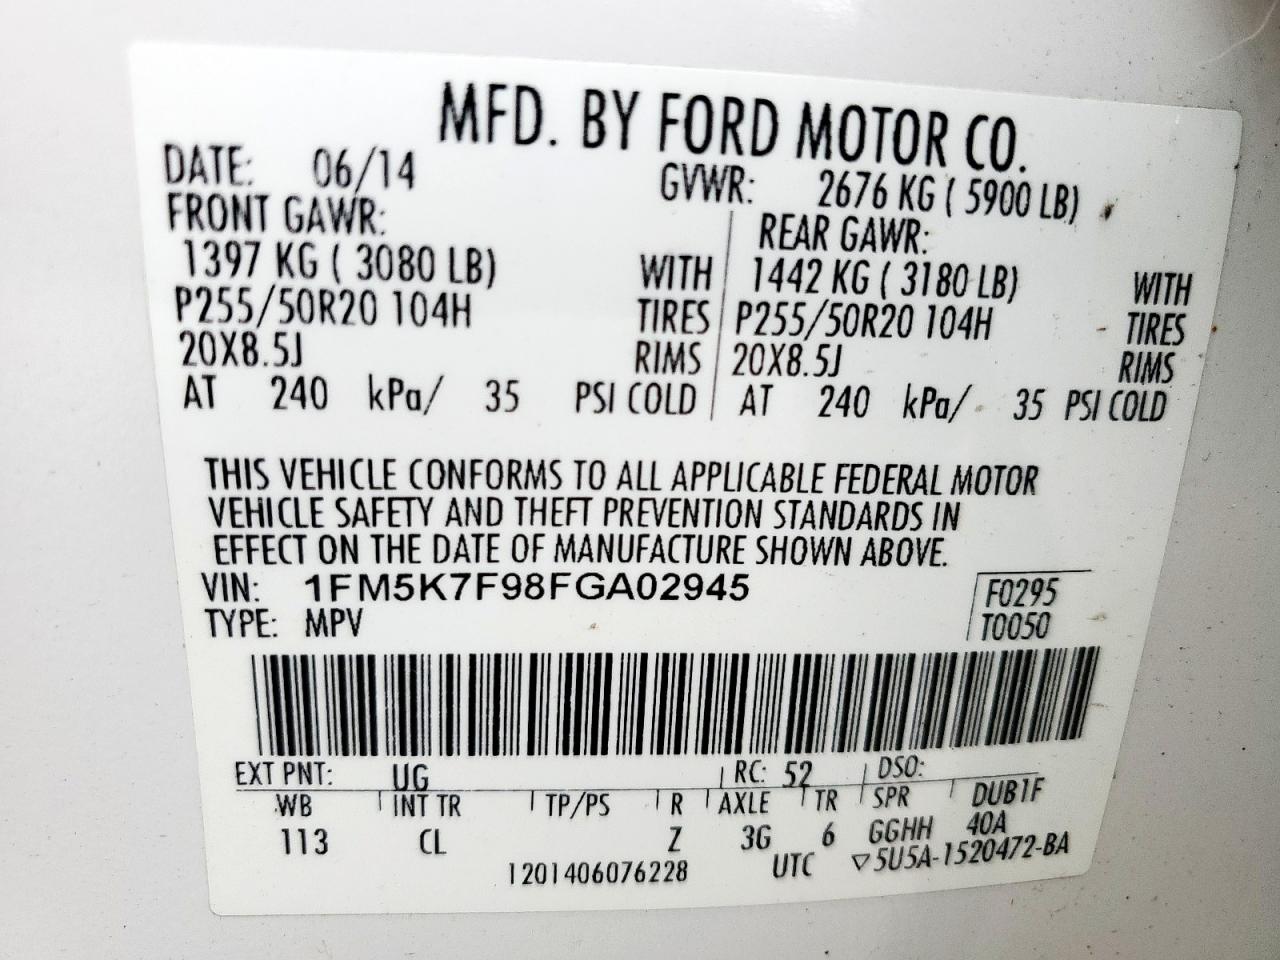 MFD. BY FORD MOTOR CO.
DATE: 06/14 GVWR: 2676 KG ( 5900 LB)
FRONT GAWR: REAR GAWR:
1397 KG ( 3080 LB) WITH 1442 KG ( 3180 LB) WITH
P255/50R20 104H TIRES P255/50R20 104H TIRES
20X8.5J RIMS 20X8.5J RIMS
AT 240 kPa/ 35 PSI COLD AT 240 kPa/ 35 PSI COLD
THIS VEHICLE CONFORMS TO ALL APPLICABLE FEDERAL MOTOR
VEHICLE SAFETY AND THEFT PREVENTION STANDARDS IN
EFFECT ON THE DATE OF MANUFACTURE SHOWN ABOVE.
VIN: 1FM5K7F98FGA02945 F0295
TYPE: MPV T0050
EXT PNT: UG RC: 52 DSO:
WB INT TR TP/PS R AXLE TR SPR DUB1F
113 CL Z 3G 6 GGHH 40A
1201406076228 UTC ▽5U5A-1520472-BA